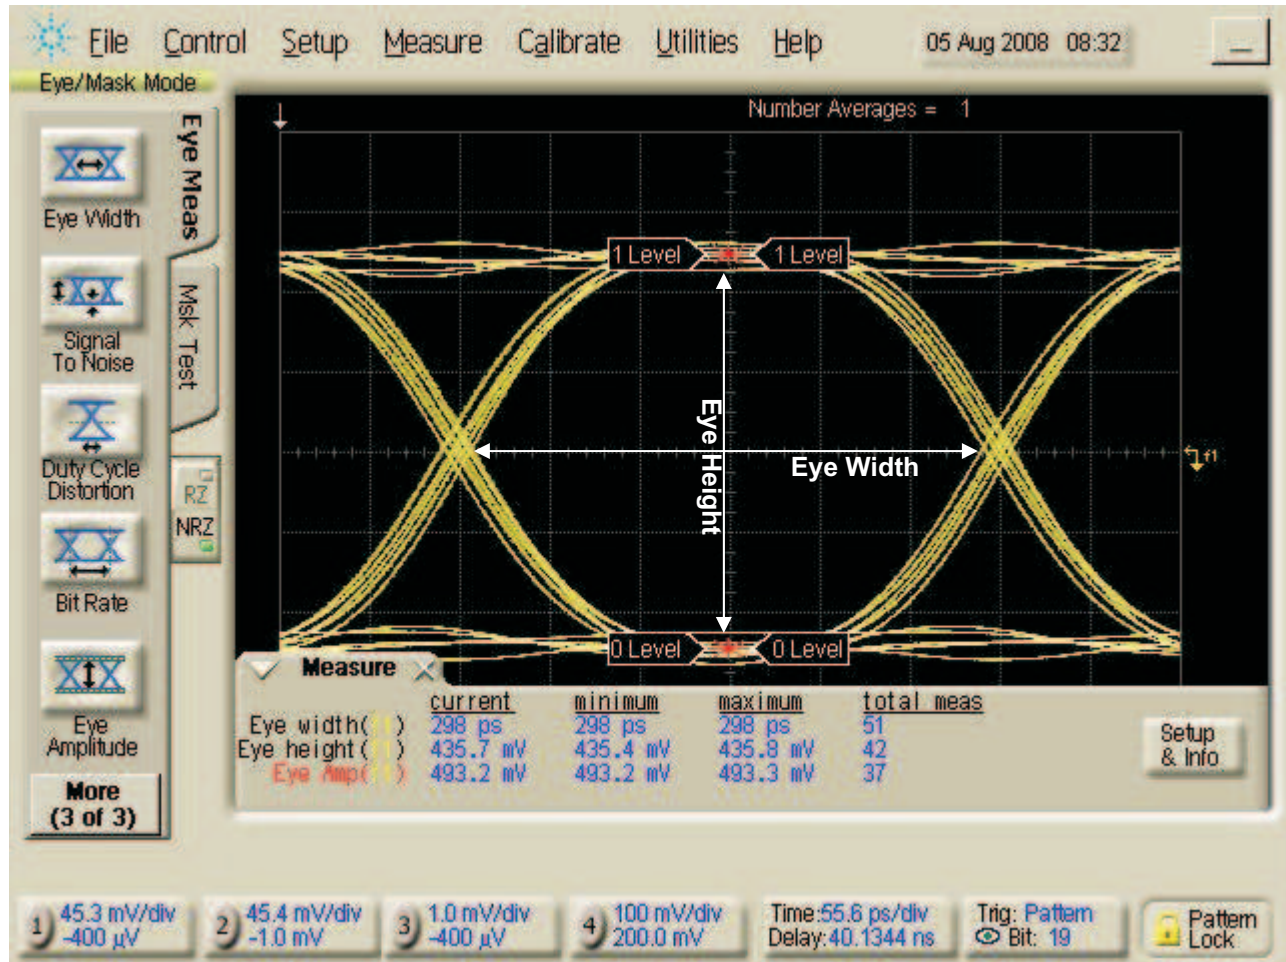 File Control Setup Measure Calibrate Utilities Help 05 Aug 2008 08:32
Eye/Mask Mode
Number Averages = 1
Eye Meas
Eye Width
Signal
To Noise
Msk Test
Duty Cycle
Distortion
RZ
NRZ
Bit Rate
Eye
Amplitude
More
(3 of 3)
1 Level 1 Level
Eye Height
Eye Width
f1
0 Level 0 Level
Measure
current minimum maximum total meas
Eye width(f1) 298 ps 298 ps 298 ps 51
Eye height(f1) 435.7 mV 435.4 mV 435.8 mV 42
Eye Amp(f1) 493.2 mV 493.2 mV 493.3 mV 37
Setup
& Info
1) 45.3 mV/div
-400 µV
2) 45.4 mV/div
-1.0 mV
3) 1.0 mV/div
-400 µV
4) 100 mV/div
200.0 mV
Time:55.6 ps/div
Delay:40.1344 ns
Trig: Pattern
Bit: 19
Pattern
Lock